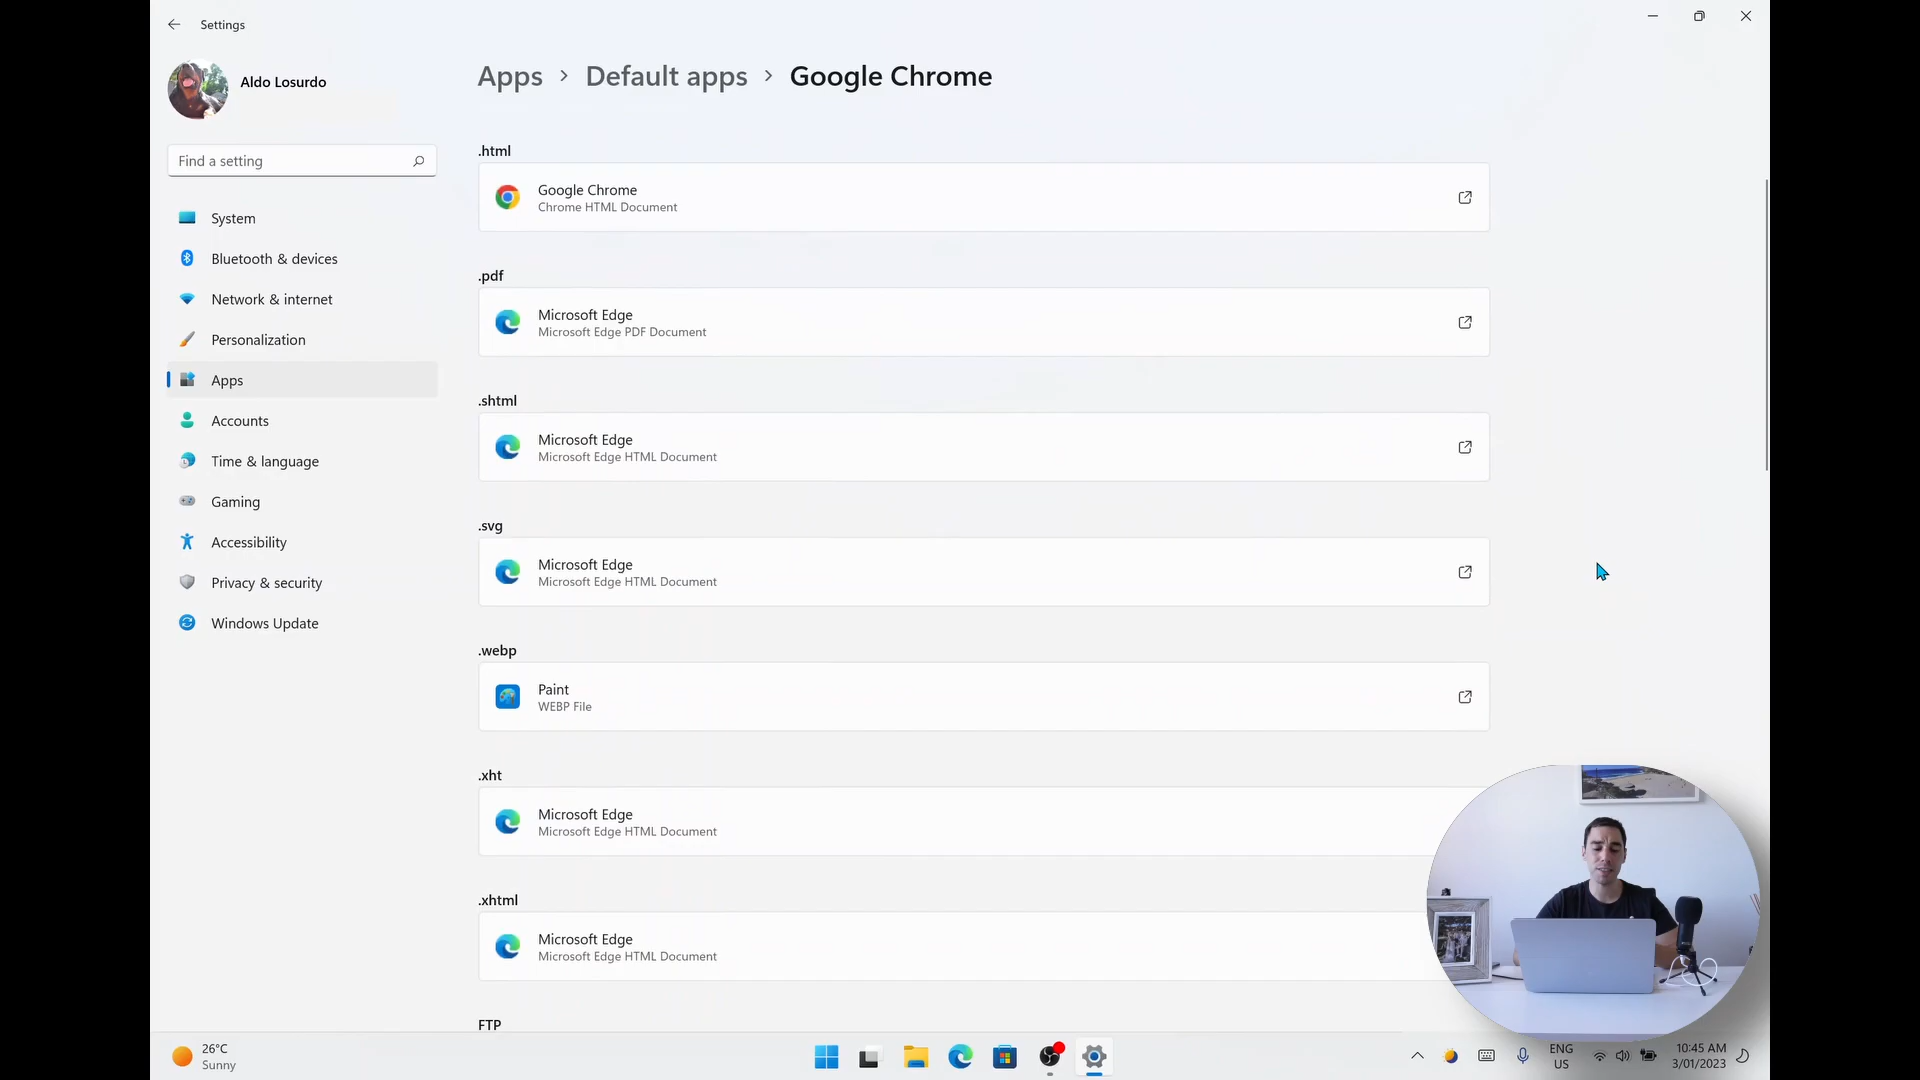 Settings
Aldo Losurdo
Find a setting
System
Bluetooth & devices
Network & internet
Personalization
Apps
Accounts
Time & language
Gaming
Accessibility
Privacy & security
Windows Update
Apps > Default apps > Google Chrome
.html
Google Chrome
Chrome HTML Document
.pdf
Microsoft Edge
Microsoft Edge PDF Document
.shtml
Microsoft Edge
Microsoft Edge HTML Document
.svg
Microsoft Edge
Microsoft Edge HTML Document
.webp
Paint
WEBP File
.xht
Microsoft Edge
Microsoft Edge HTML Document
.xhtml
Microsoft Edge
Microsoft Edge HTML Document
FTP
26°C
Sunny
ENG
US
10:45 AM
3/01/2023